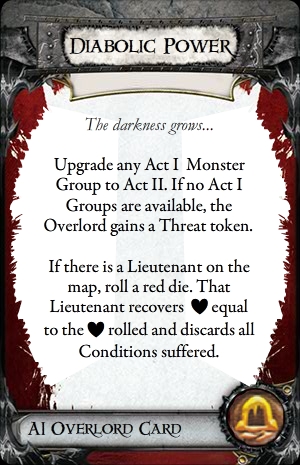 Diabolic Power
The darkness grows...
Upgrade any Act I Monster
Group to Act II. If no Act I
Groups are available, the
Overlord gains a Threat token.
If there is a Lieutenant on the
map, roll a red die. That
Lieutenant recovers ♥ equal
to the ♥ rolled and discards all
Conditions suffered.
AI Overlord Card